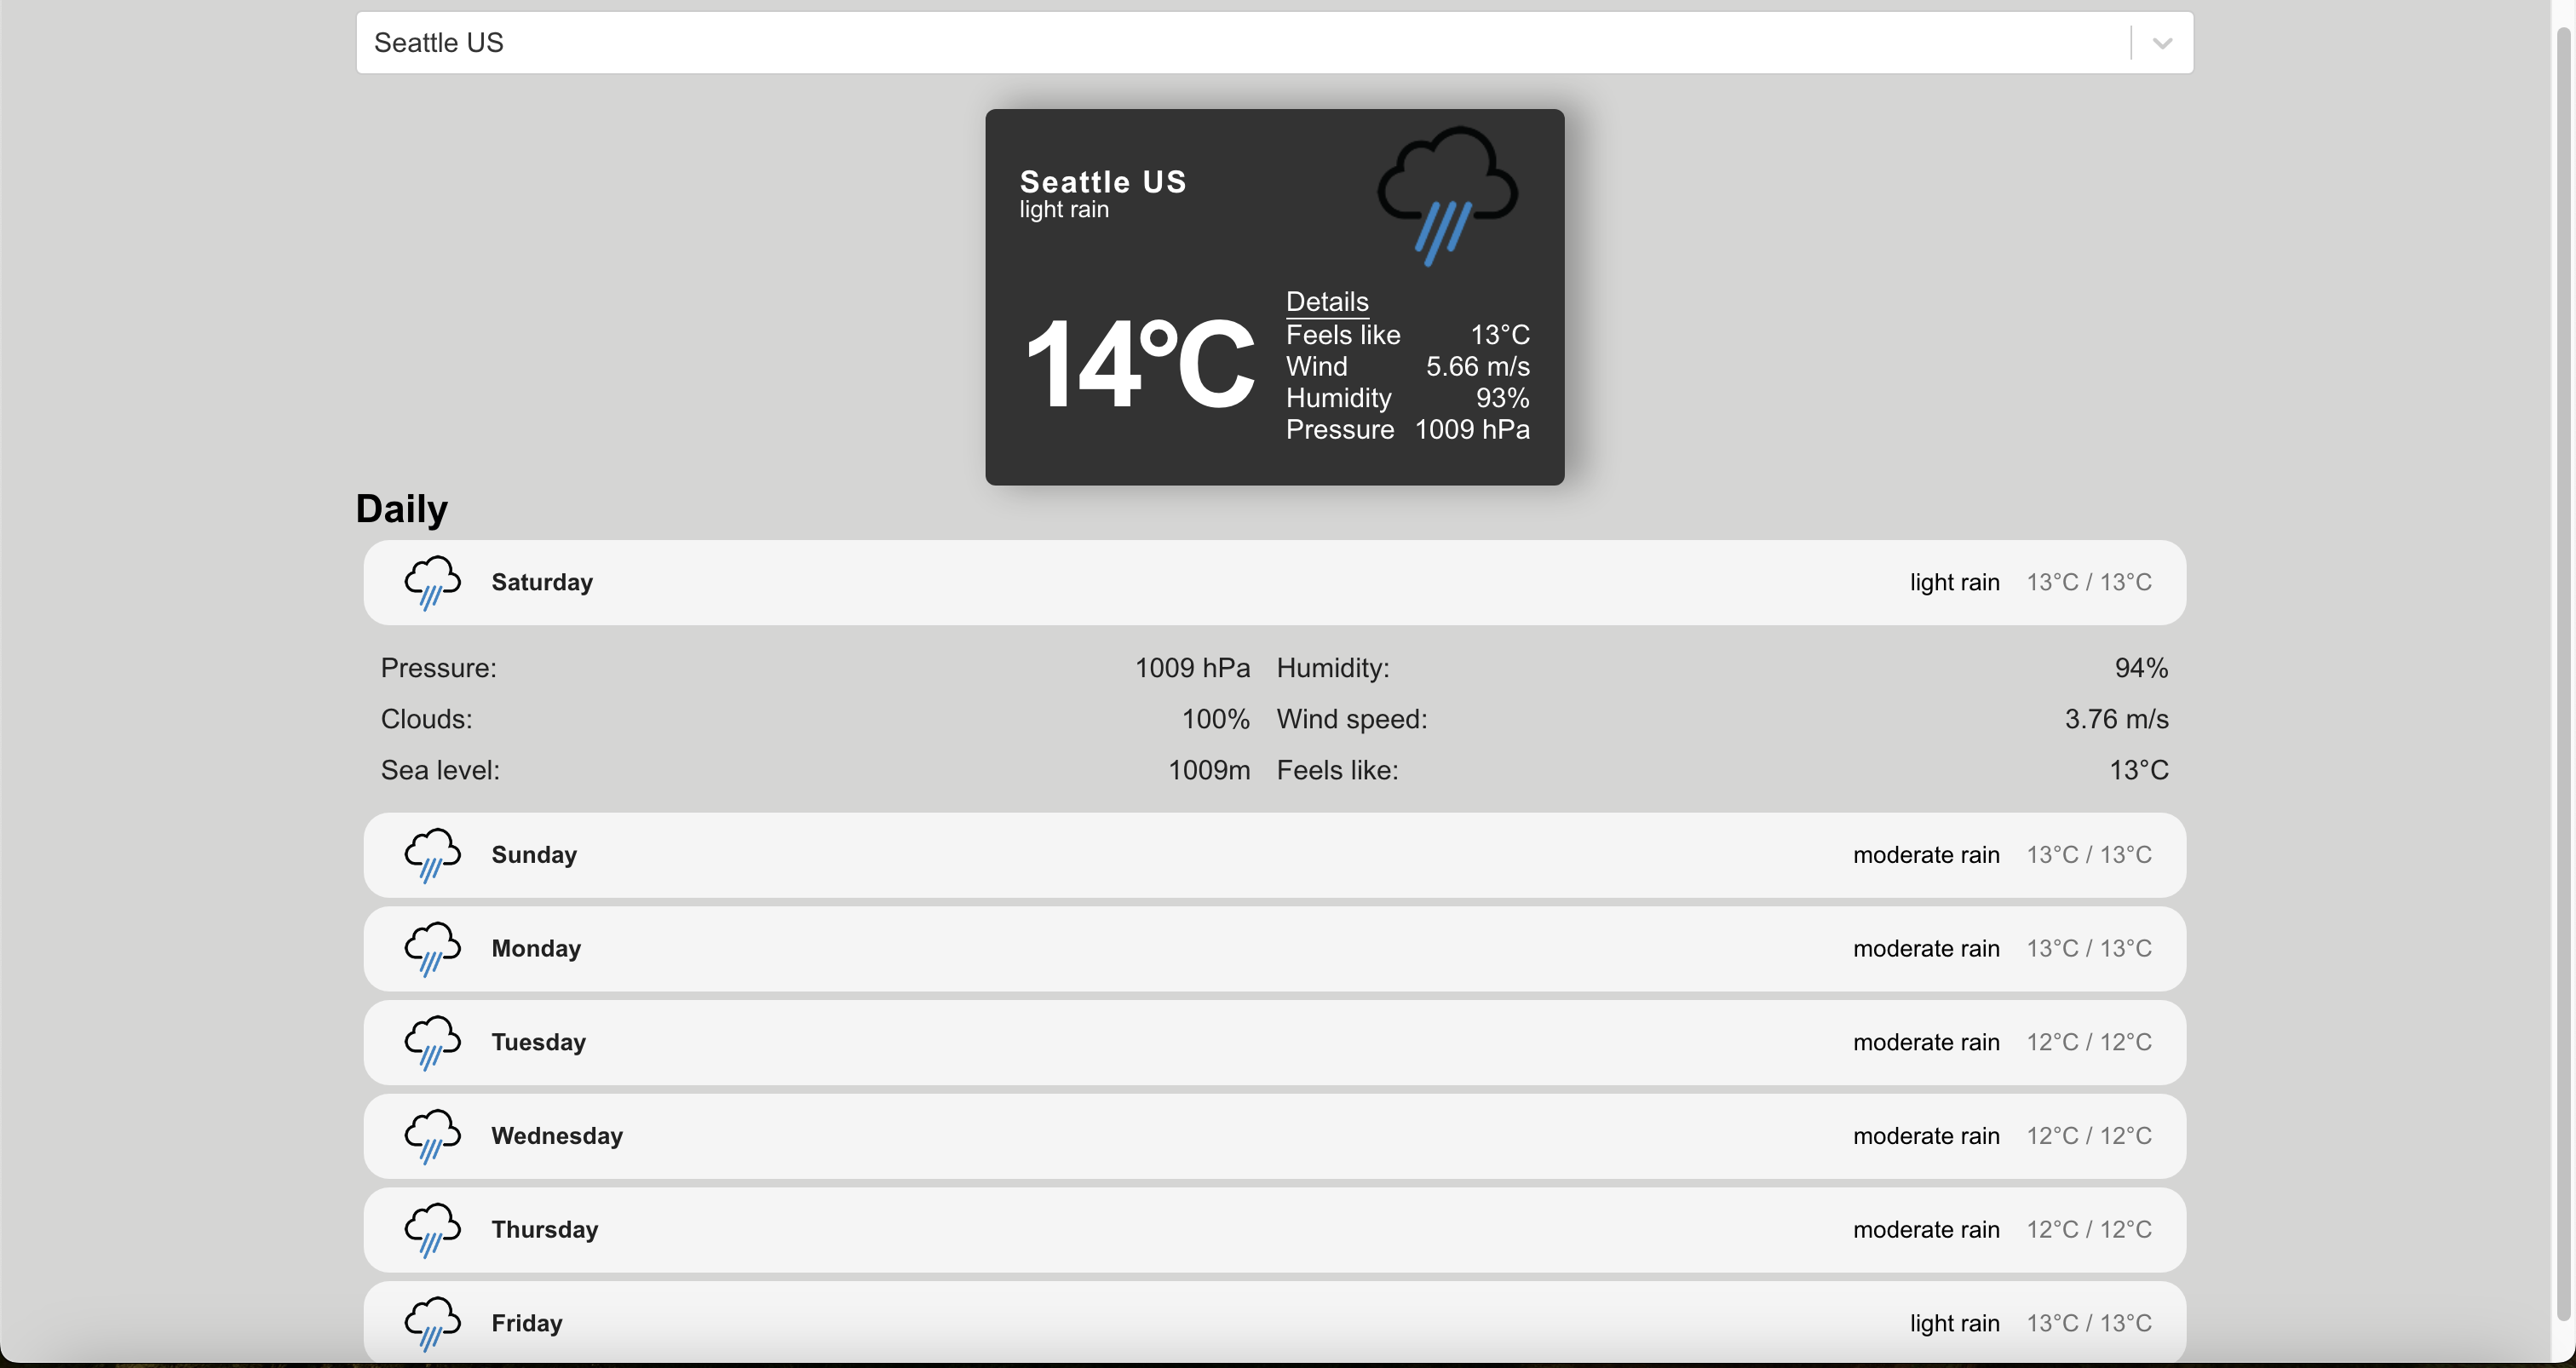 Seattle US
Seattle US
light rain
14°C
Details
Feels like 13°C
Wind 5.66 m/s
Humidity 93%
Pressure 1009 hPa
Daily
Saturday light rain 13°C / 13°C
Pressure: 1009 hPa Humidity: 94%
Clouds: 100% Wind speed: 3.76 m/s
Sea level: 1009m Feels like: 13°C
Sunday moderate rain 13°C / 13°C
Monday moderate rain 13°C / 13°C
Tuesday moderate rain 12°C / 12°C
Wednesday moderate rain 12°C / 12°C
Thursday moderate rain 12°C / 12°C
Friday light rain 13°C / 13°C